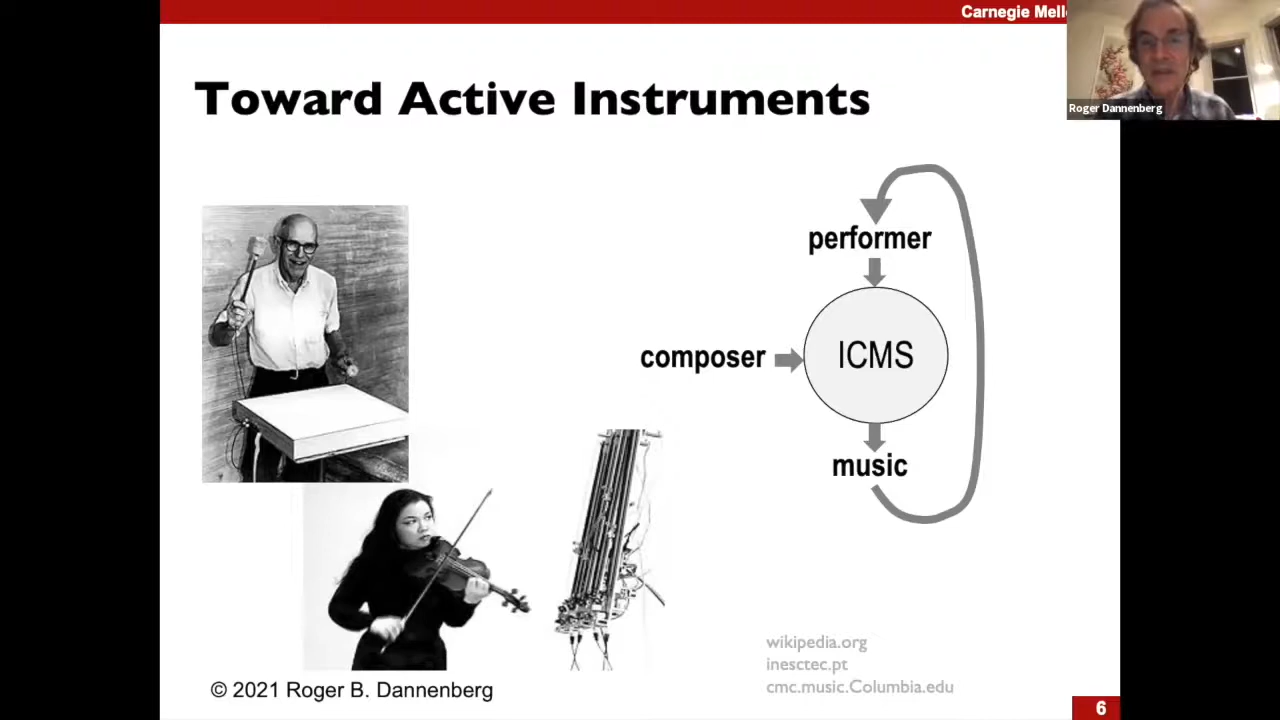 Carnegie Mell
Roger Dannenberg
Toward Active Instruments
performer
composer
ICMS
music
wikipedia.org
inesctec.pt
cmc.music.Columbia.edu
© 2021 Roger B. Dannenberg
6